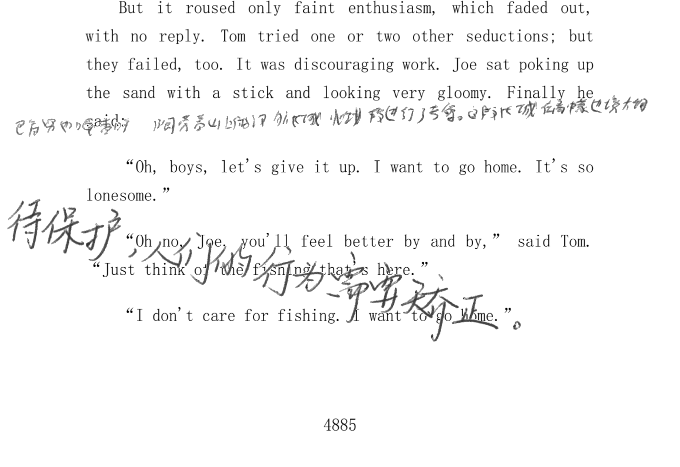 But it roused only faint enthusiasm, which faded out,
with no reply. Tom tried one or two other seductions; but
they failed, too. It was discouraging work. Joe sat poking up
the sand with a stick and looking very gloomy. Finally he
said:
“Oh, boys, let's give it up. I want to go home. It's so
lonesome.”
“Oh no, Joe, you'll feel better by and by,” said Tom.
“Just think of the fishing that's here.”
待保护，人们的行为需要矫正。
“I don't care for fishing. I want to go home.”
4885